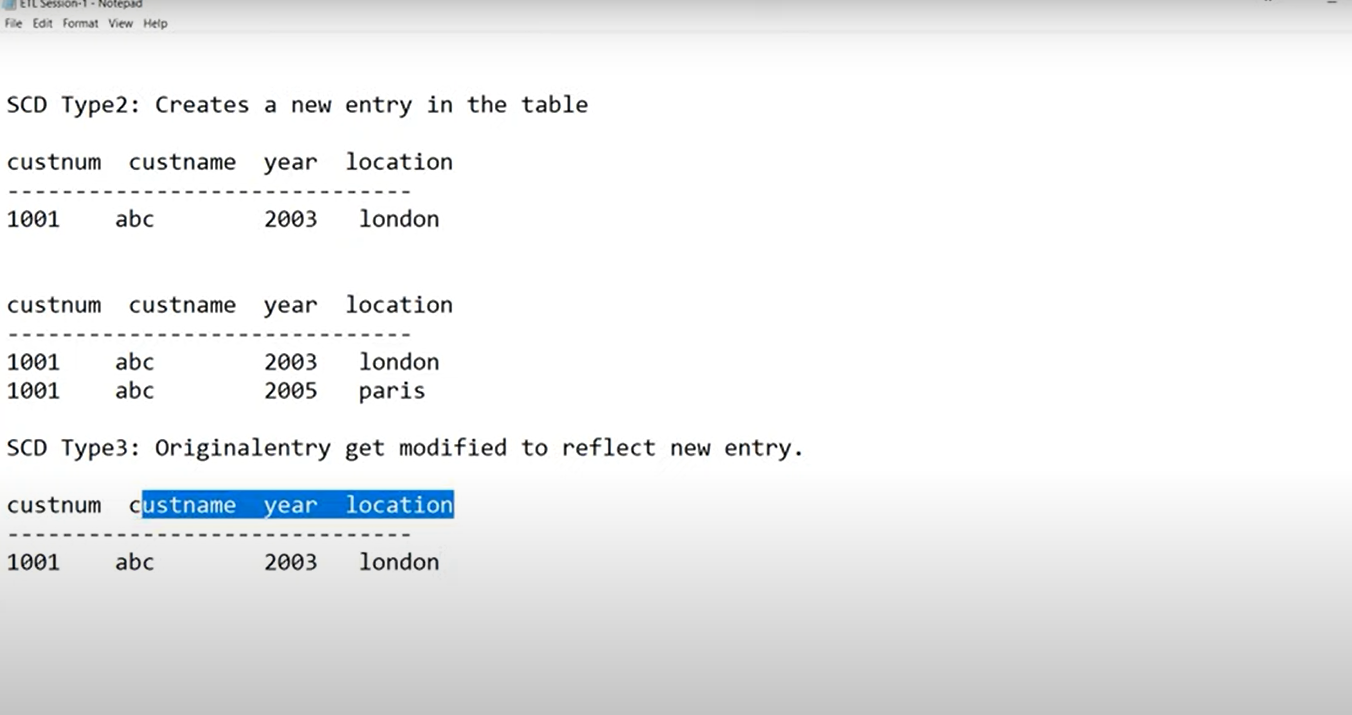 ETL Session-1 - Notepad
File Edit Format View Help
SCD Type2: Creates a new entry in the table
custnum custname year location
-------------------------------
1001 abc 2003 london
custnum custname year location
-------------------------------
1001 abc 2003 london
1001 abc 2005 paris
SCD Type3: Originalentry get modified to reflect new entry.
custnum custname year location
-------------------------------
1001 abc 2003 london